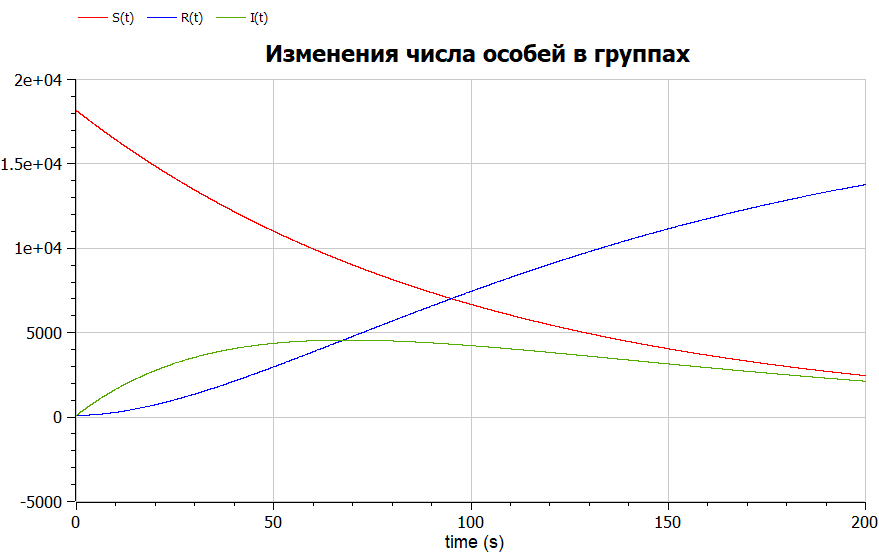 S(t) R(t) I(t)
Изменения числа особей в группах
2e+04
1.5e+04
1e+04
5000
0
-5000
0 50 100 150 200
time (s)